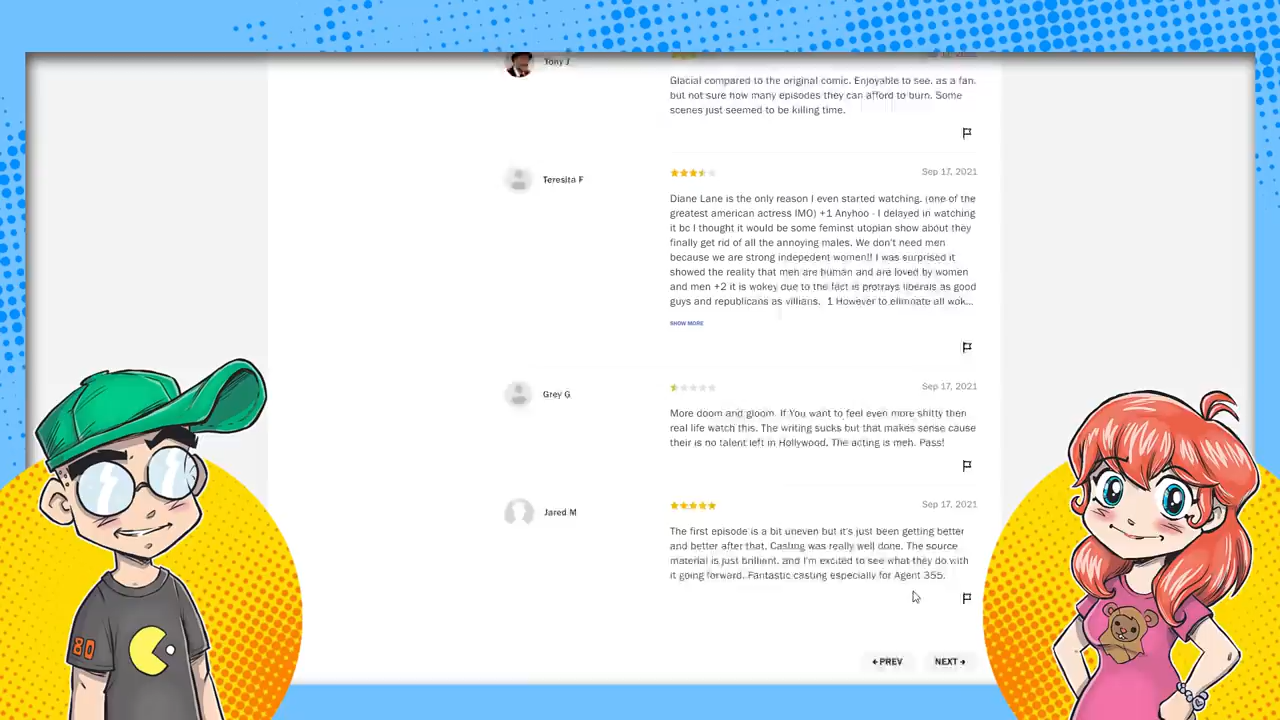 Tony J
Glacial compared to the original comic. Enjoyable to see. as a fan.
but not sure how many episodes they can afford to burn. Some
scenes just seemed to be killing time.
Teresita F
Sep 17, 2021
Diane Lane is the only reason I even started watching. (one of the
greatest american actress IMO) +1 Anyhoo - I delayed in watching
it bc I thought it would be some feminst utopian show about they
finally get rid of all the annoying males. We don't need men
because we are strong indepedent women!! I was surprised it
showed the reality that men are human and are loved by women
and men +2 it is wokey due to the fact is protrays liberals as good
guys and republicans as villians. 1 However to eliminate all wok...
SHOW MORE
Grey G
Sep 17, 2021
More doom and gloom. If You want to feel even more shitty then
real life watch this. The writing sucks but that makes sense cause
their is no talent left in Hollywood. The acting is meh. Pass!
Jared M
Sep 17, 2021
The first episode is a bit uneven but it's just been getting better
and better after that. Casting was really well done. The source
material is just brilliant. and I'm excited to see what they do with
it going forward. Fantastic casting especially for Agent 355.
PREV
NEXT
80